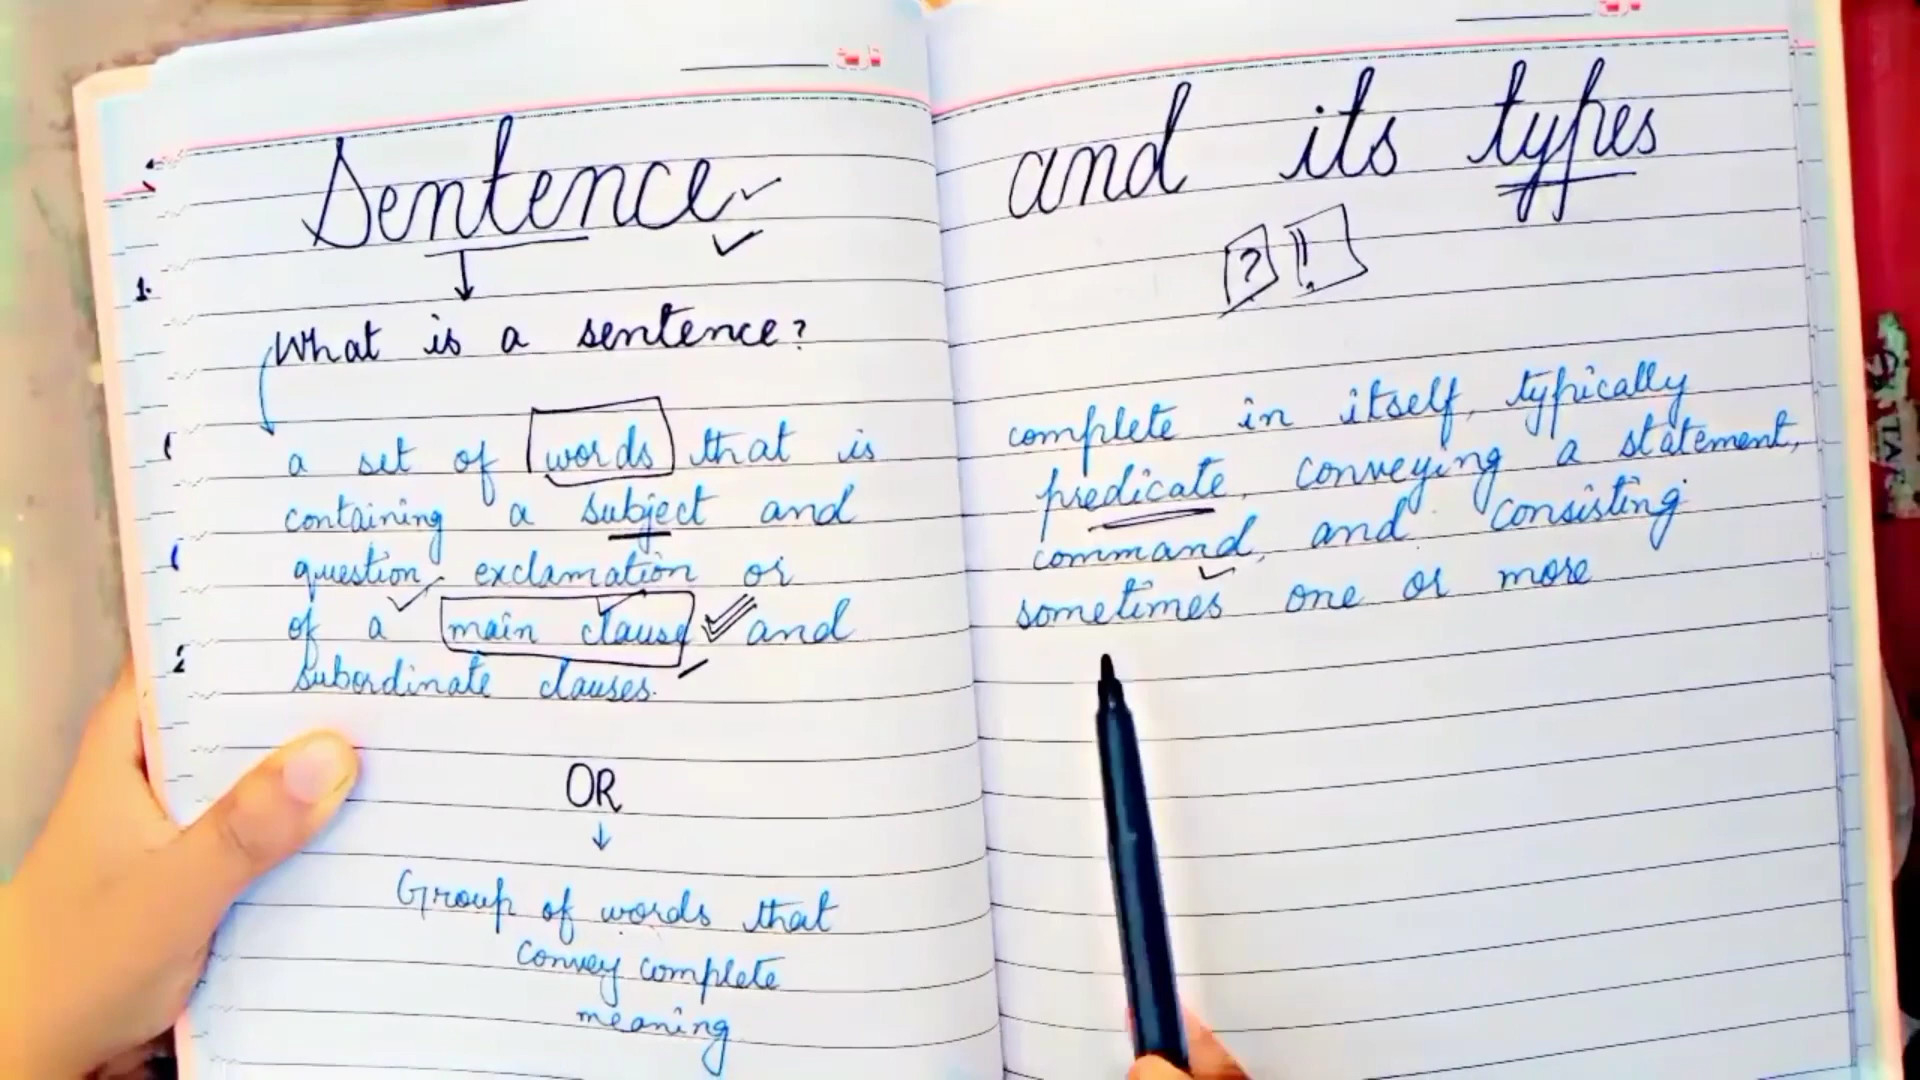 Sentence and its types
? !!
1.
What is a sentence?
a set of words that is complete in itself, typically
containing a subject and predicate, conveying a statement,
question, exclamation or command, and consisting
of a main clause and sometimes one or more
subordinate clauses.
OR
Group of words that
convey complete
meaning